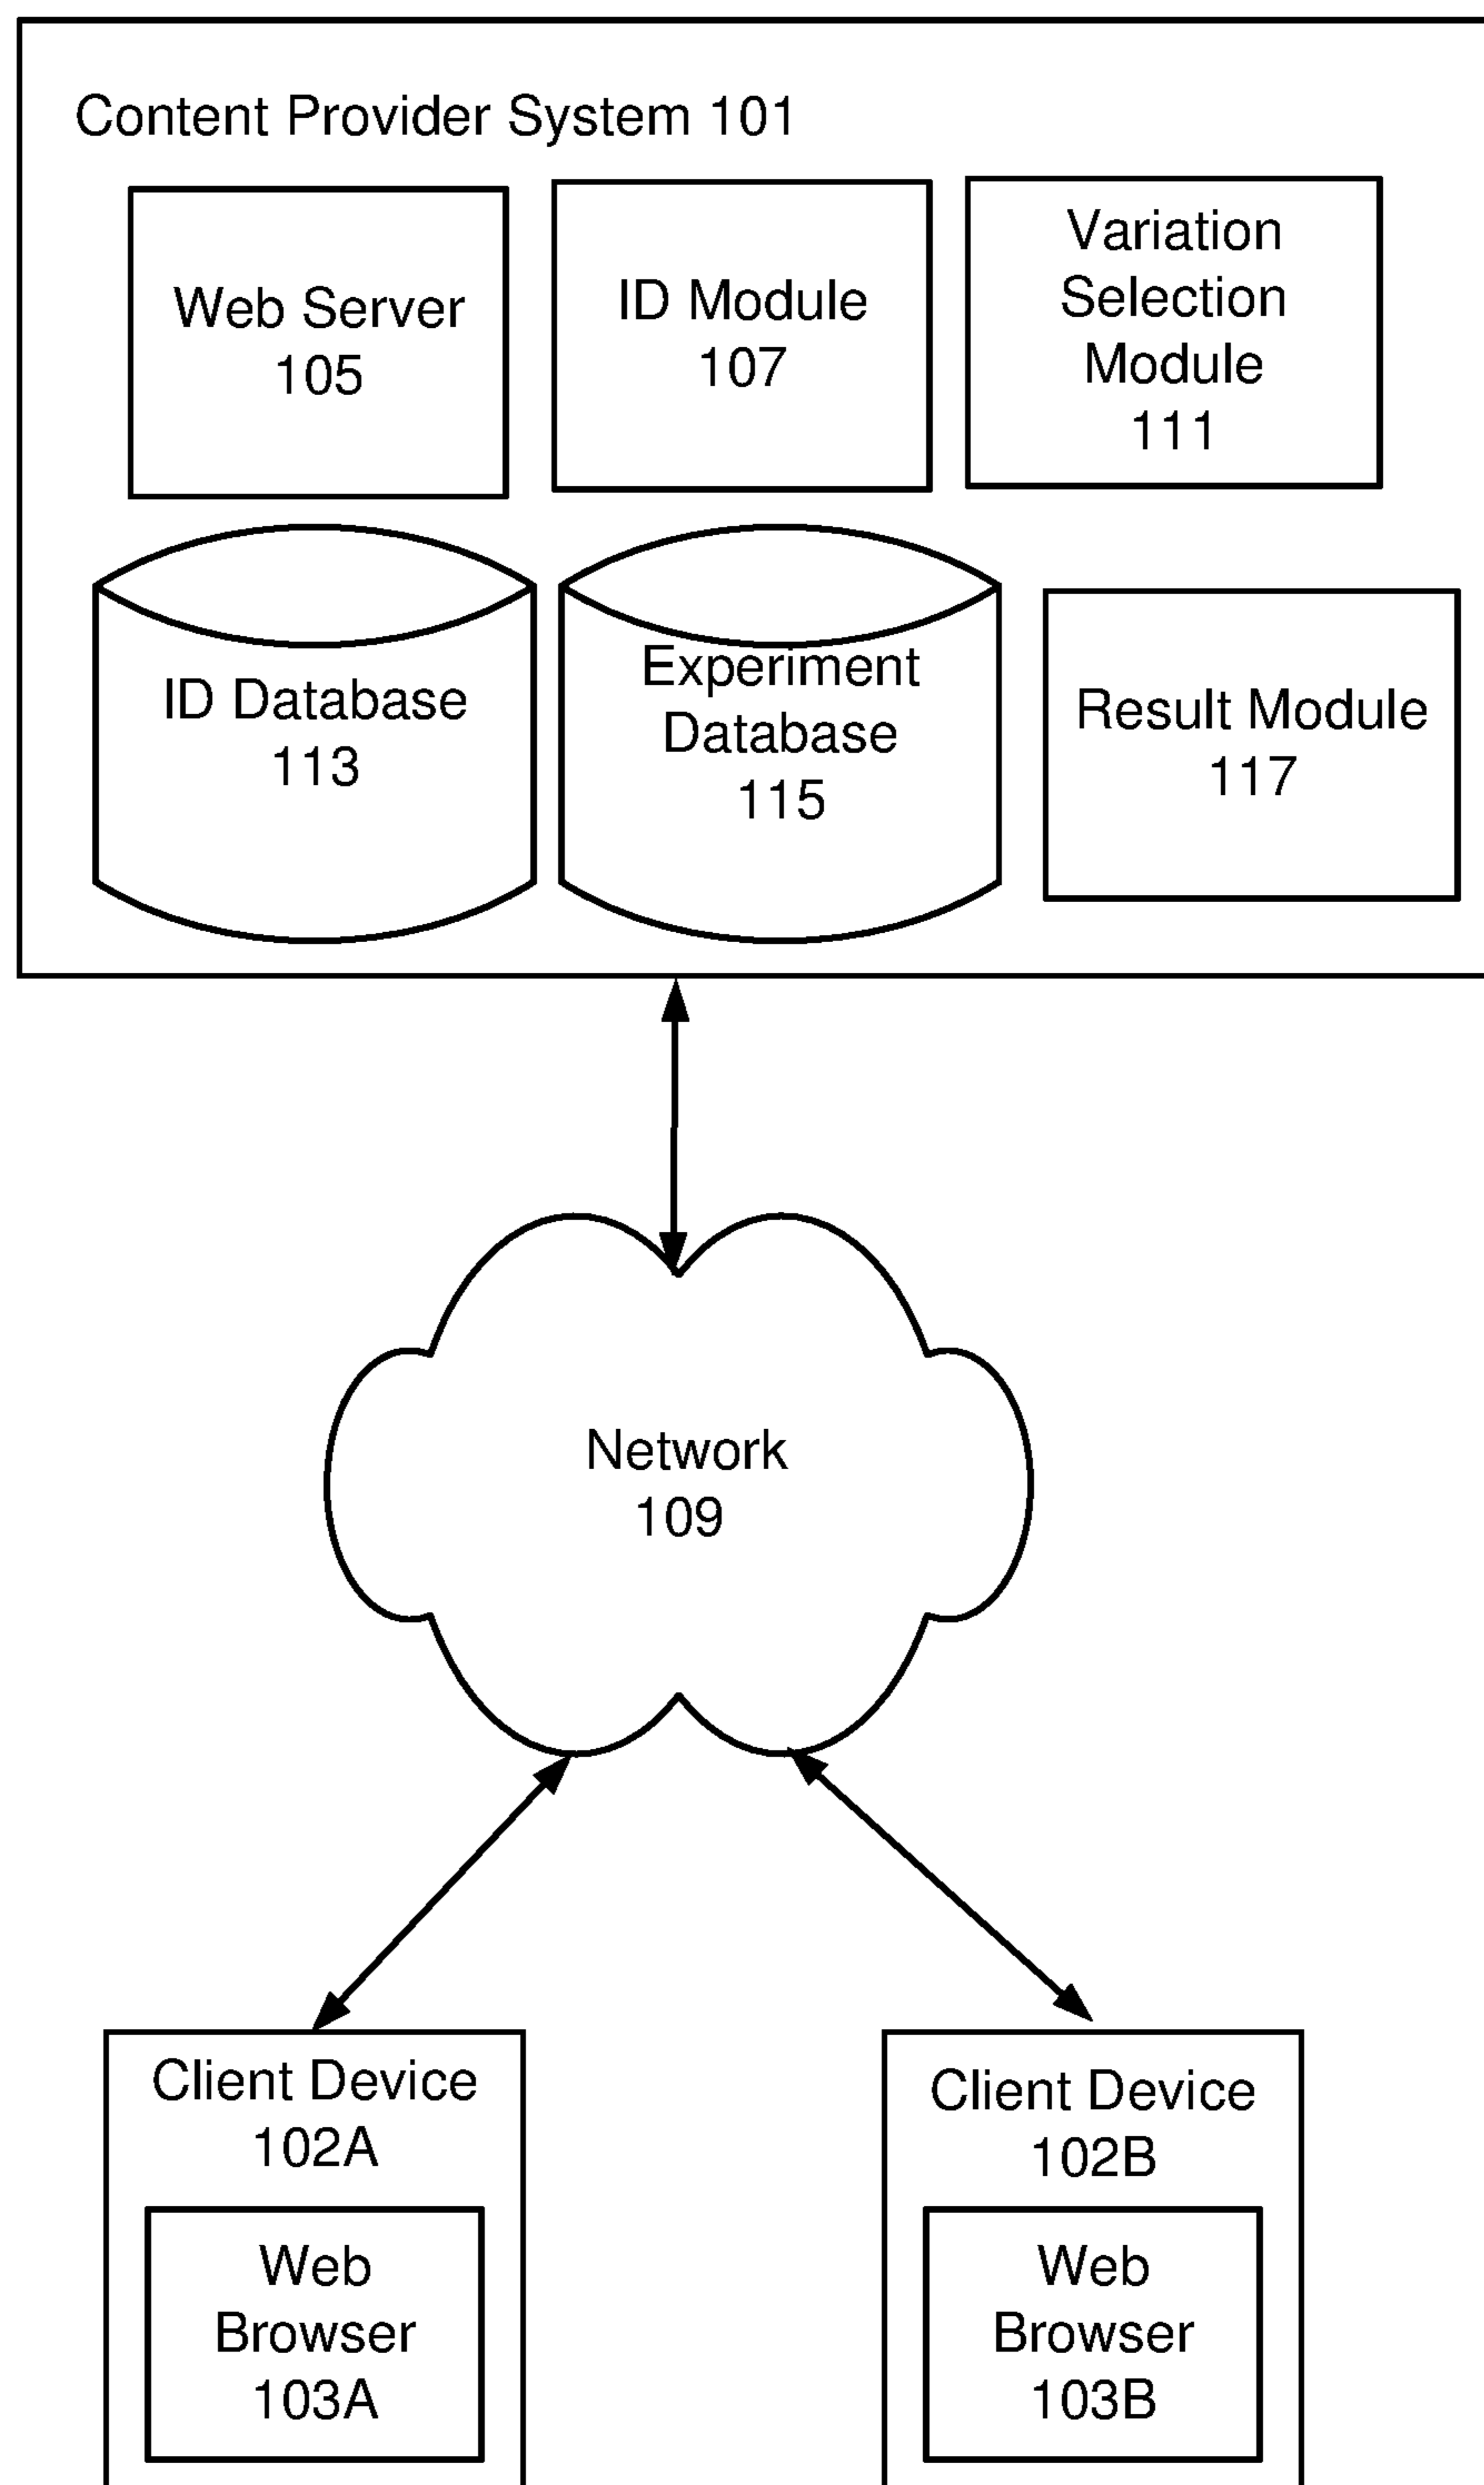 Content Provider System 101
Web Server
105
ID Module
107
Variation
Selection
Module
111
ID Database
113
Experiment
Database
115
Result Module
117
Network
109
Client Device
102A
Web
Browser
103A
Client Device
102B
Web
Browser
103B